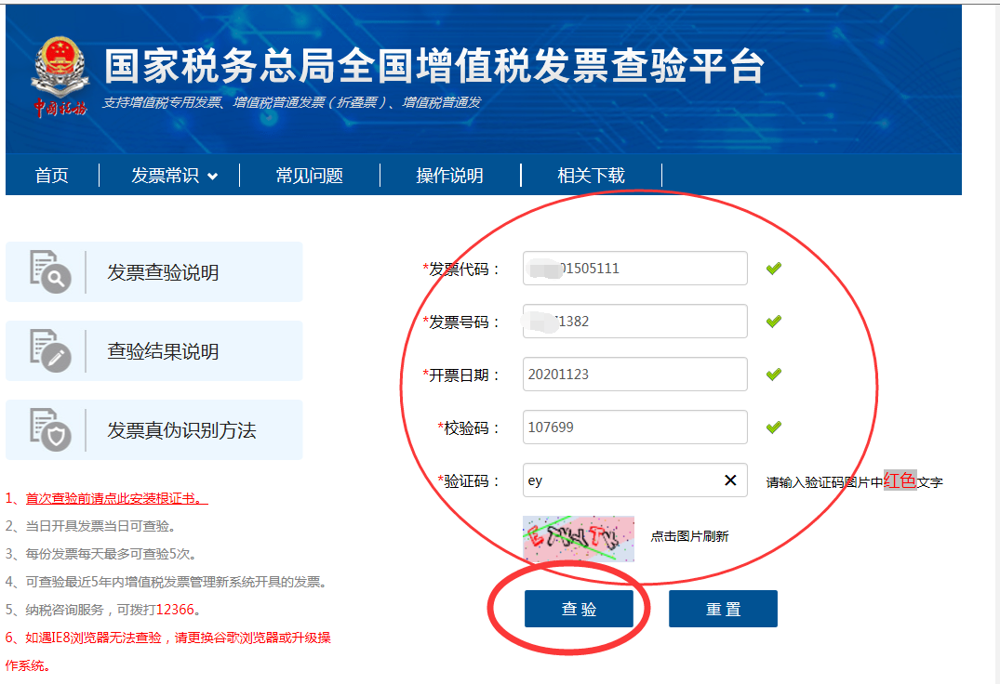 国家税务总局全国增值税发票查验平台
中国税务
支持增值税专用发票、增值税普通发票（折叠票）、增值税普通发
首页 发票常识 常见问题 操作说明 相关下载
发票查验说明
查验结果说明
发票真伪识别方法
1、首次查验前请点此安装根证书。
2、当日开具发票当日可查验。
3、每份发票每天最多可查验5次。
4、可查验最近5年内增值税发票管理新系统开具的发票。
5、纳税咨询服务，可拨打12366。
6、如遇IE8浏览器无法查验，请更换谷歌浏览器或升级操
作系统。
*发票代码： 01505111
*发票号码： 1382
*开票日期： 20201123
*校验码： 107699
*验证码： ey 请输入验证码图片中红色文字
点击图片刷新
查 验 重 置